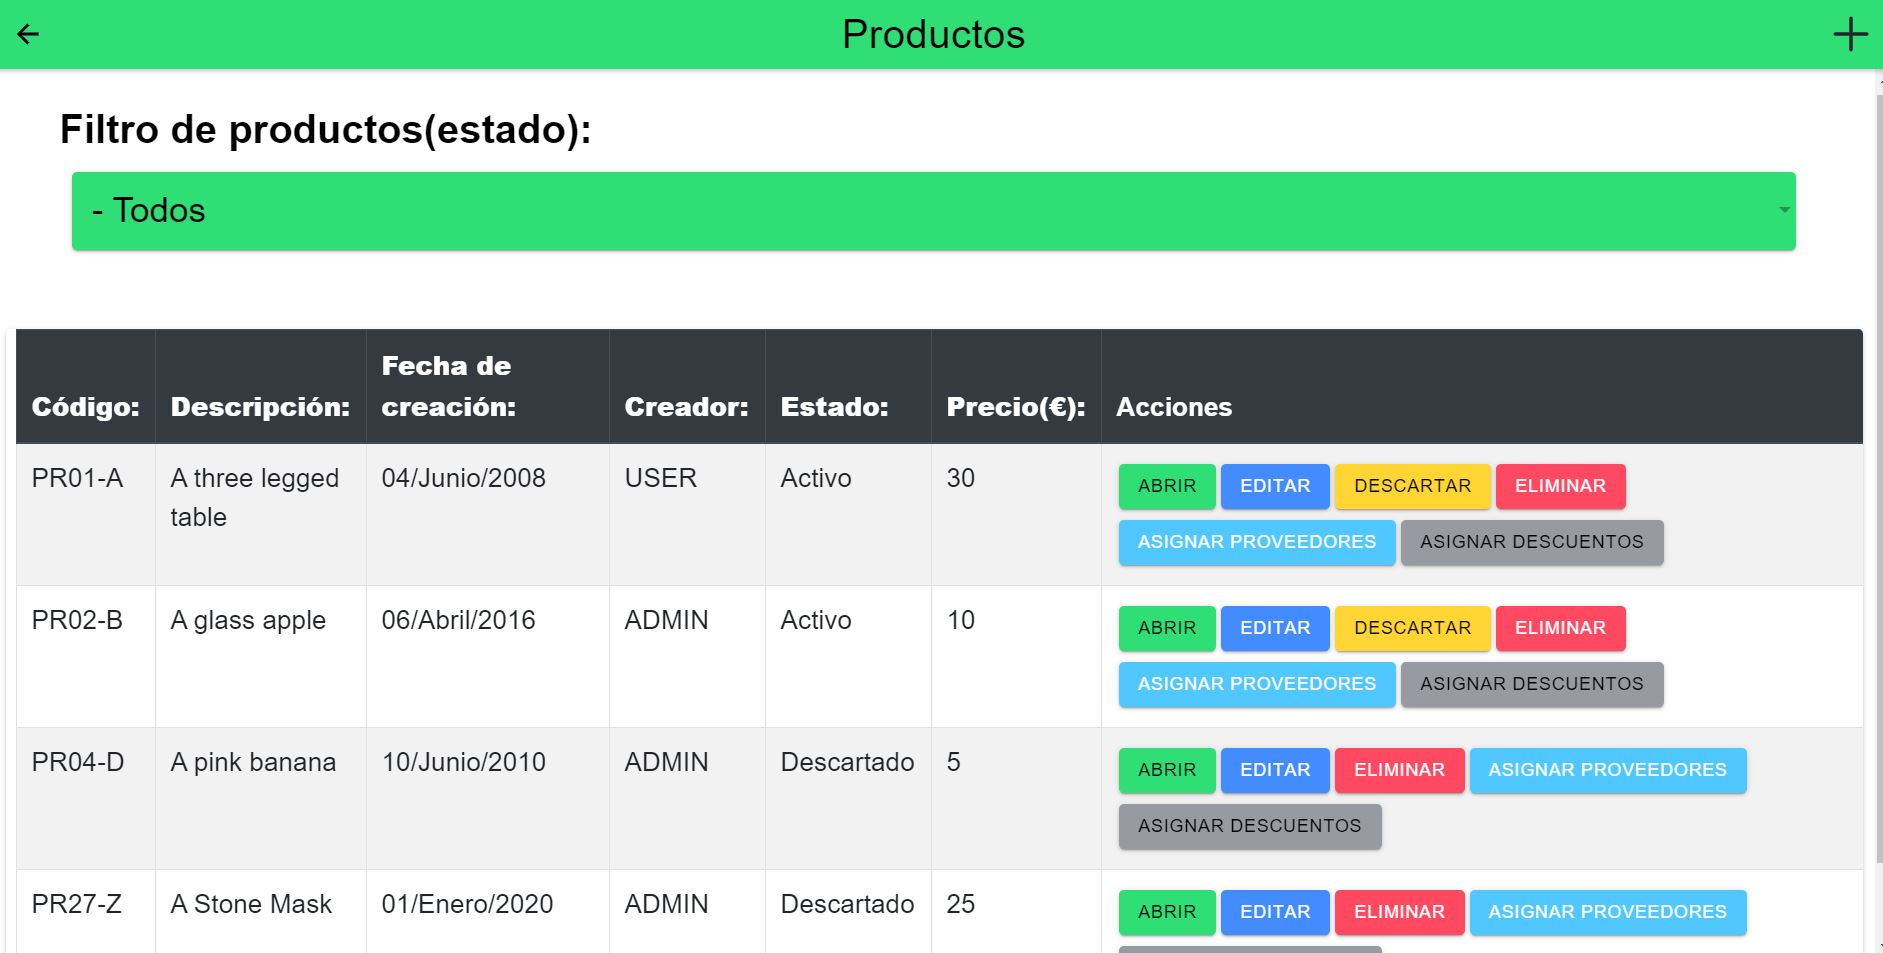 Productos
Filtro de productos(estado):
- Todos
Código: Descripción: Fecha de creación: Creador: Estado: Precio(€): Acciones
PR01-A A three legged table 04/Junio/2008 USER Activo 30 ABRIR EDITAR DESCARTAR ELIMINAR
ASIGNAR PROVEEDORES ASIGNAR DESCUENTOS
PR02-B A glass apple 06/Abril/2016 ADMIN Activo 10 ABRIR EDITAR DESCARTAR ELIMINAR
ASIGNAR PROVEEDORES ASIGNAR DESCUENTOS
PR04-D A pink banana 10/Junio/2010 ADMIN Descartado 5 ABRIR EDITAR ELIMINAR ASIGNAR PROVEEDORES
ASIGNAR DESCUENTOS
PR27-Z A Stone Mask 01/Enero/2020 ADMIN Descartado 25 ABRIR EDITAR ELIMINAR ASIGNAR PROVEEDORES